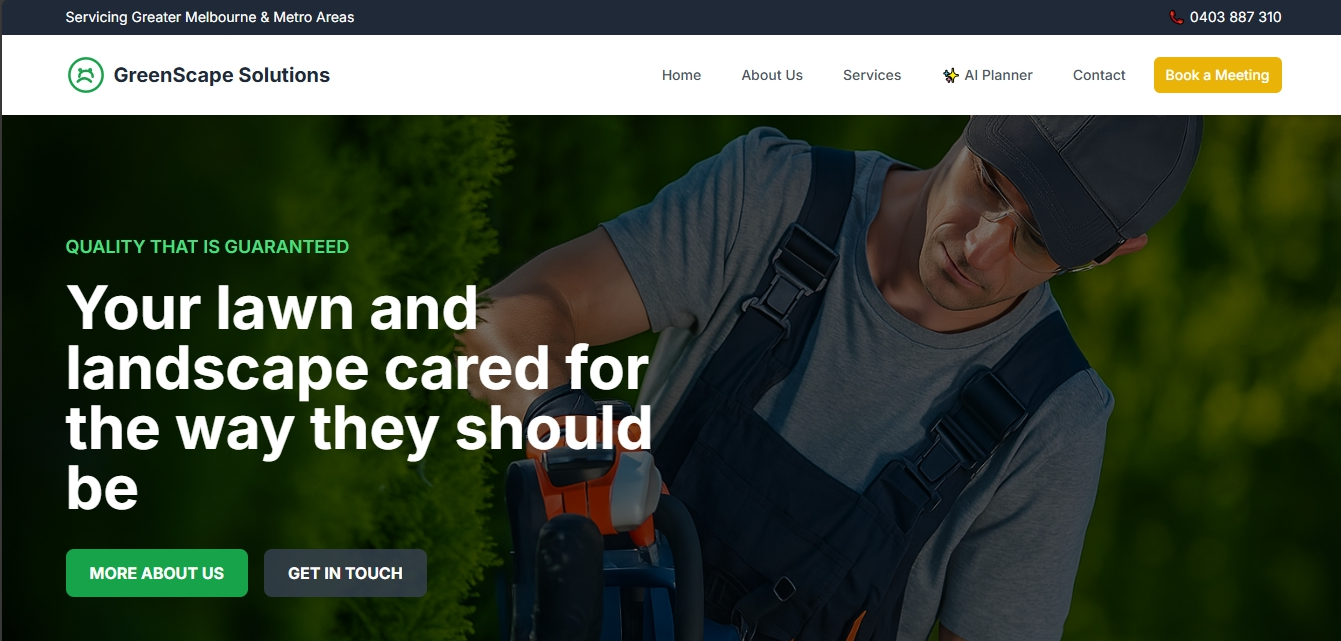 Servicing Greater Melbourne & Metro Areas
0403 887 310
GreenScape Solutions
Home
About Us
Services
AI Planner
Contact
Book a Meeting
QUALITY THAT IS GUARANTEED
Your lawn and
landscape cared for
the way they should
be
MORE ABOUT US
GET IN TOUCH